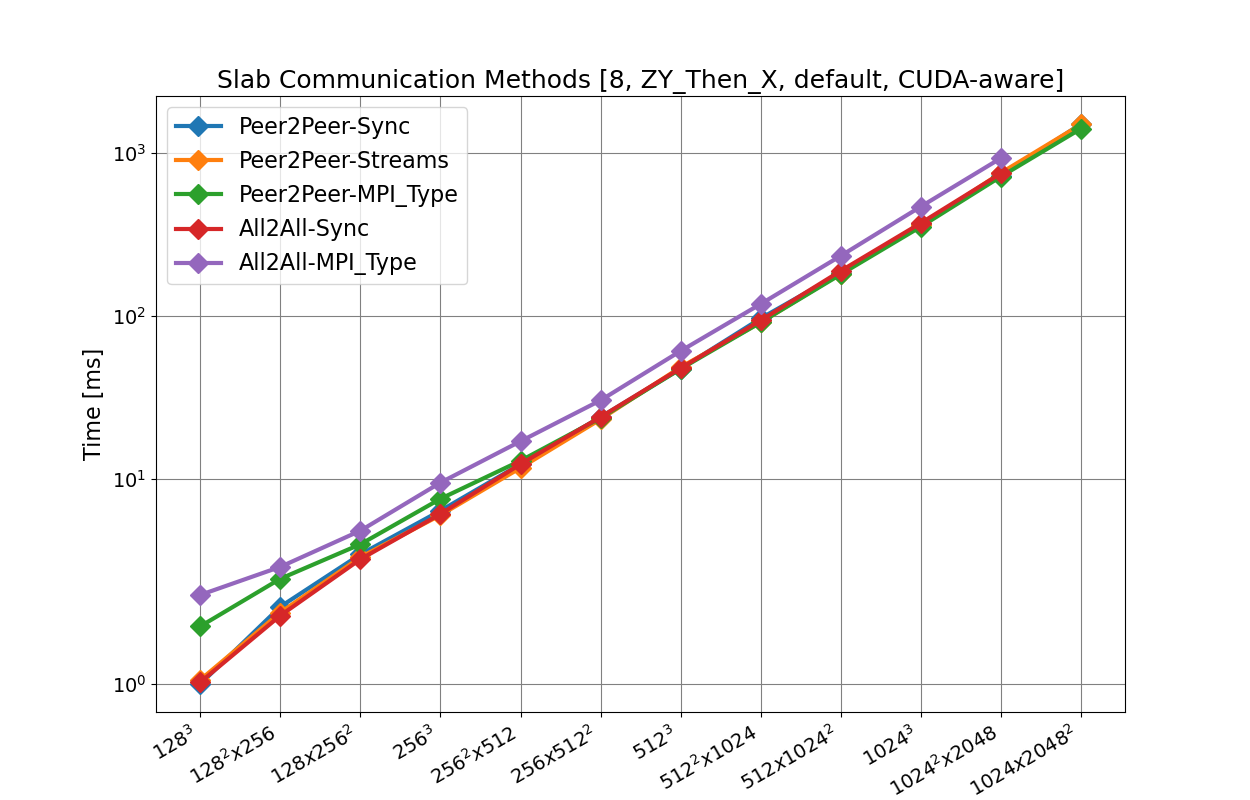 Slab Communication Methods [8, ZY_Then_X, default, CUDA-aware]
Peer2Peer-Sync
Peer2Peer-Streams
Peer2Peer-MPI_Type
All2All-Sync
All2All-MPI_Type
Time [ms]
10³
10²
10¹
10⁰
128³
128²x256
128x256²
256³
256²x512
256x512²
512³
512²x1024
512x1024²
1024³
1024²x2048
1024x2048²